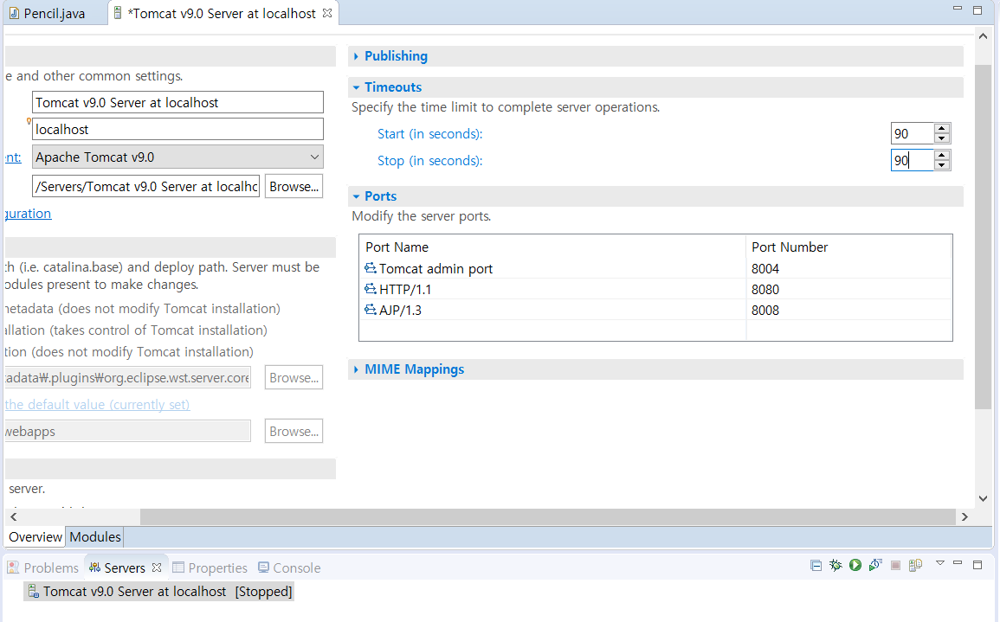 Pencil.java
*Tomcat v9.0 Server at localhost
e and other common settings.
Tomcat v9.0 Server at localhost
localhost
nt:
Apache Tomcat v9.0
/Servers/Tomcat v9.0 Server at localhc
Browse...
guration
th (i.e. catalina.base) and deploy path. Server must be
odules present to make changes.
netadata (does not modify Tomcat installation)
allation (takes control of Tomcat installation)
tion (does not modify Tomcat installation)
tadata₩.plugins₩org.eclipse.wst.server.core
Browse...
the default value (currently set)
webapps
Browse...
server.
Publishing
Timeouts
Specify the time limit to complete server operations.
Start (in seconds):
90
Stop (in seconds):
90
Ports
Modify the server ports.
Port Name Port Number
Tomcat admin port 8004
HTTP/1.1 8080
AJP/1.3 8008
MIME Mappings
Overview Modules
Problems Servers Properties Console
Tomcat v9.0 Server at localhost [Stopped]